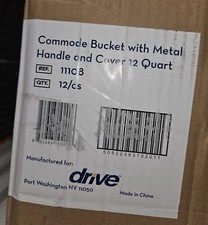 Commode Bucket with Metal
Handle and Cover 12 Quart
REF. 11108
QTY. 12/cs
Manufactured for:
drive
Port Washington NY 11050
Made in China